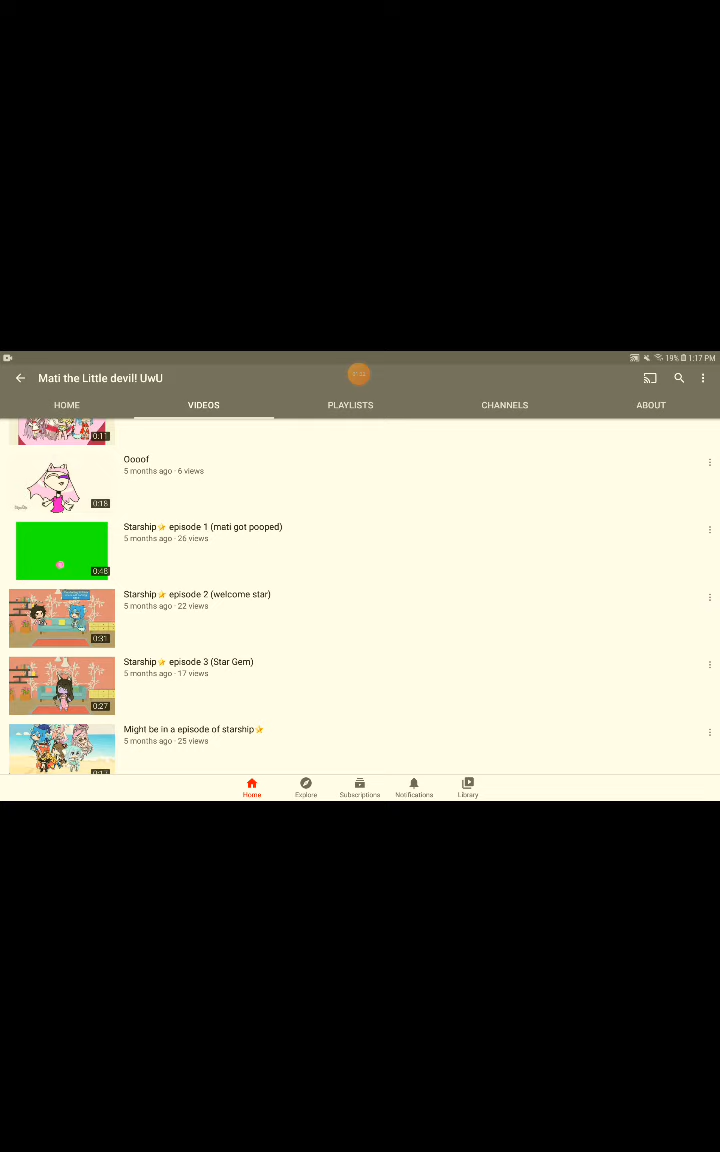 19% 1:17 PM
Mati the Little devil! UwU
HOME VIDEOS PLAYLISTS CHANNELS ABOUT
0:11
Oooof
5 months ago · 6 views
0:18
Starship⭐ episode 1 (mati got pooped)
5 months ago · 26 views
0:48
Starship⭐ episode 2 (welcome star)
5 months ago · 22 views
0:31
Starship⭐ episode 3 (Star Gem)
5 months ago · 17 views
0:27
Might be in a episode of starship⭐
5 months ago · 25 views
Home Explore Subscriptions Notifications Library